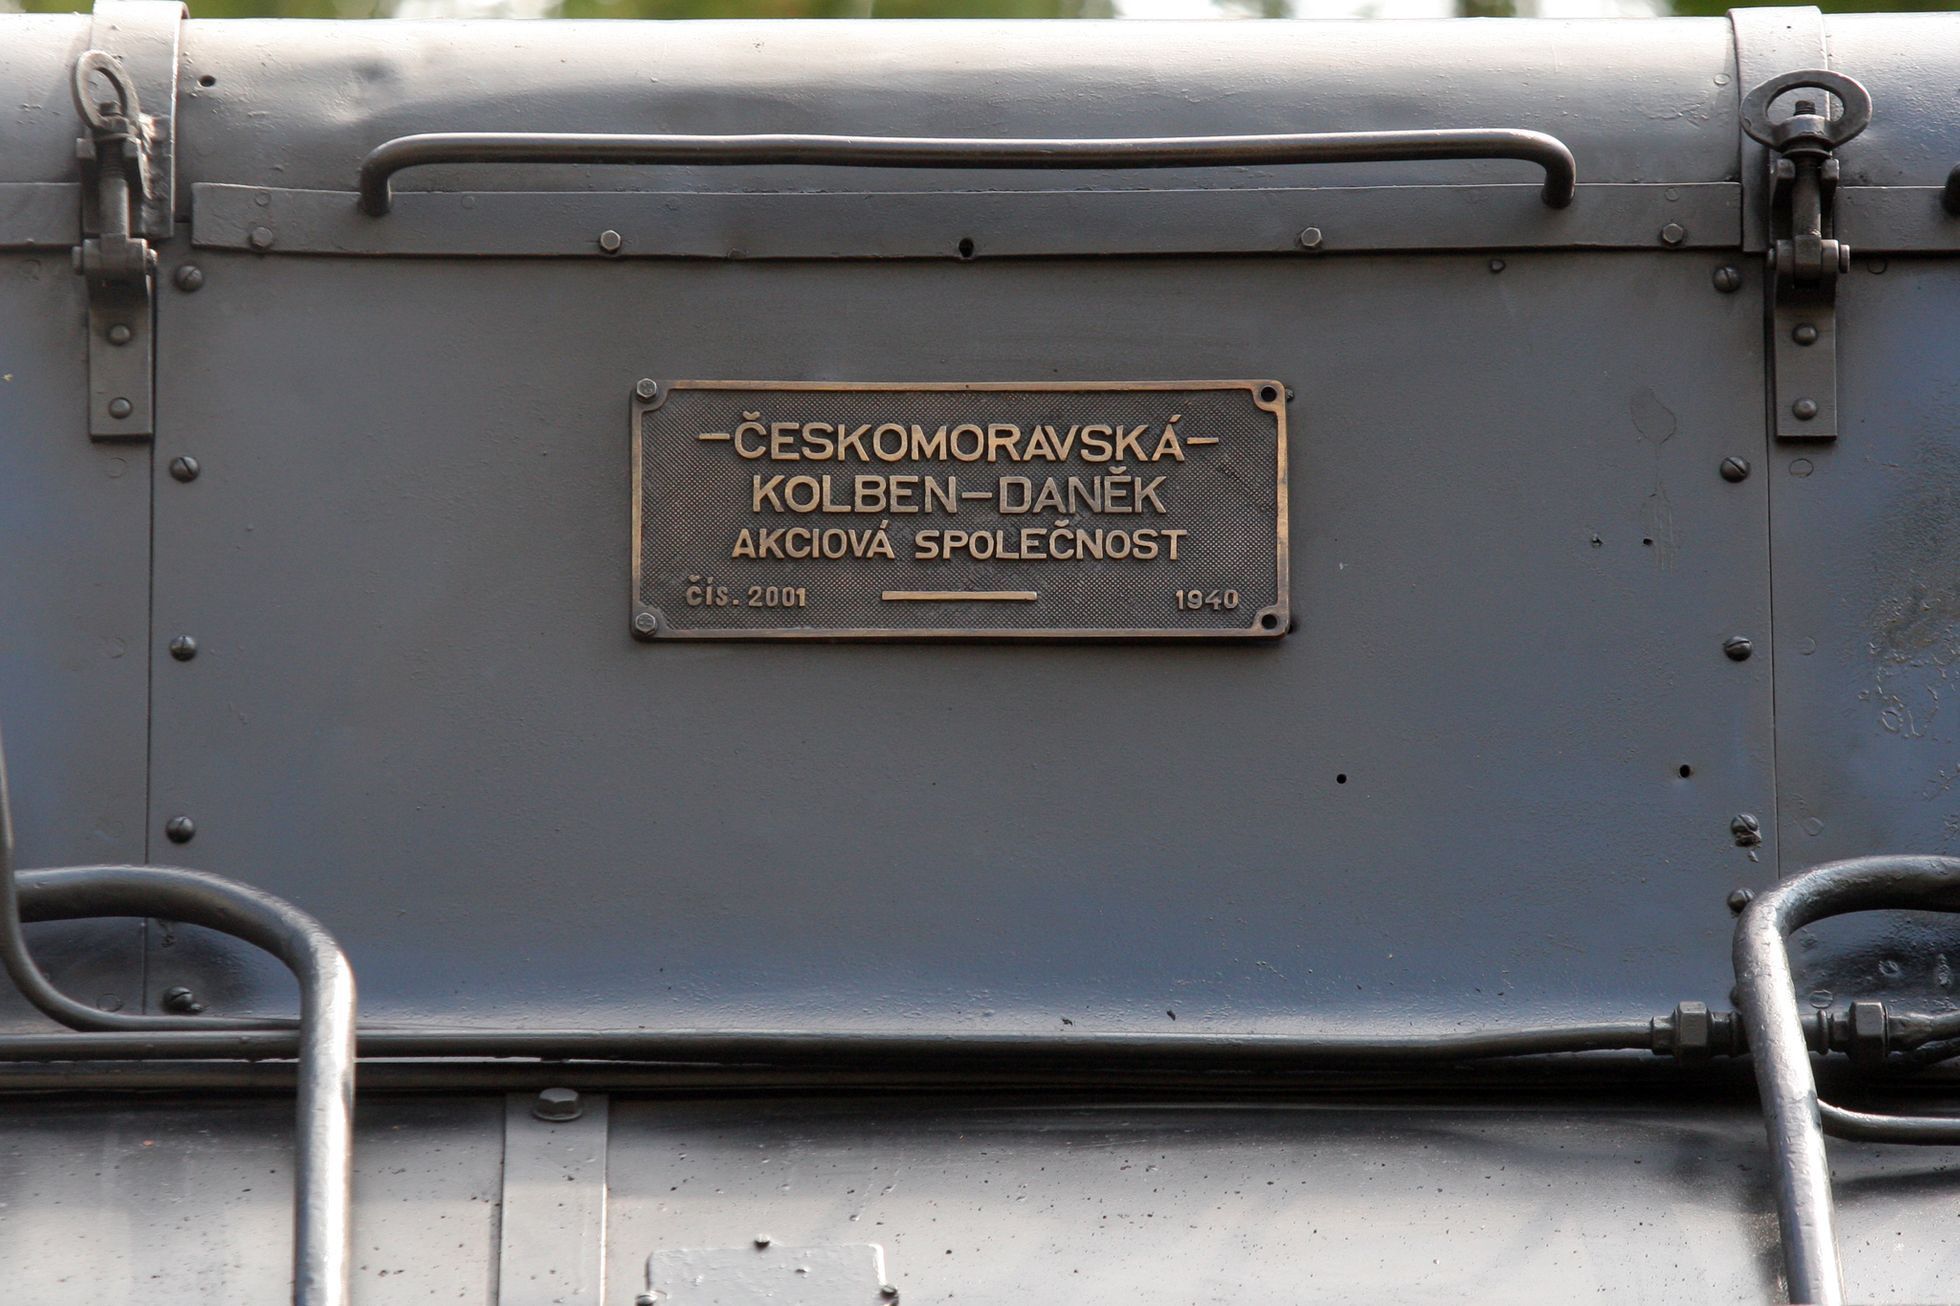 –ČESKOMORAVSKÁ–
KOLBEN–DANĚK
AKCIOVÁ SPOLEČNOST
čís. 2001 1940